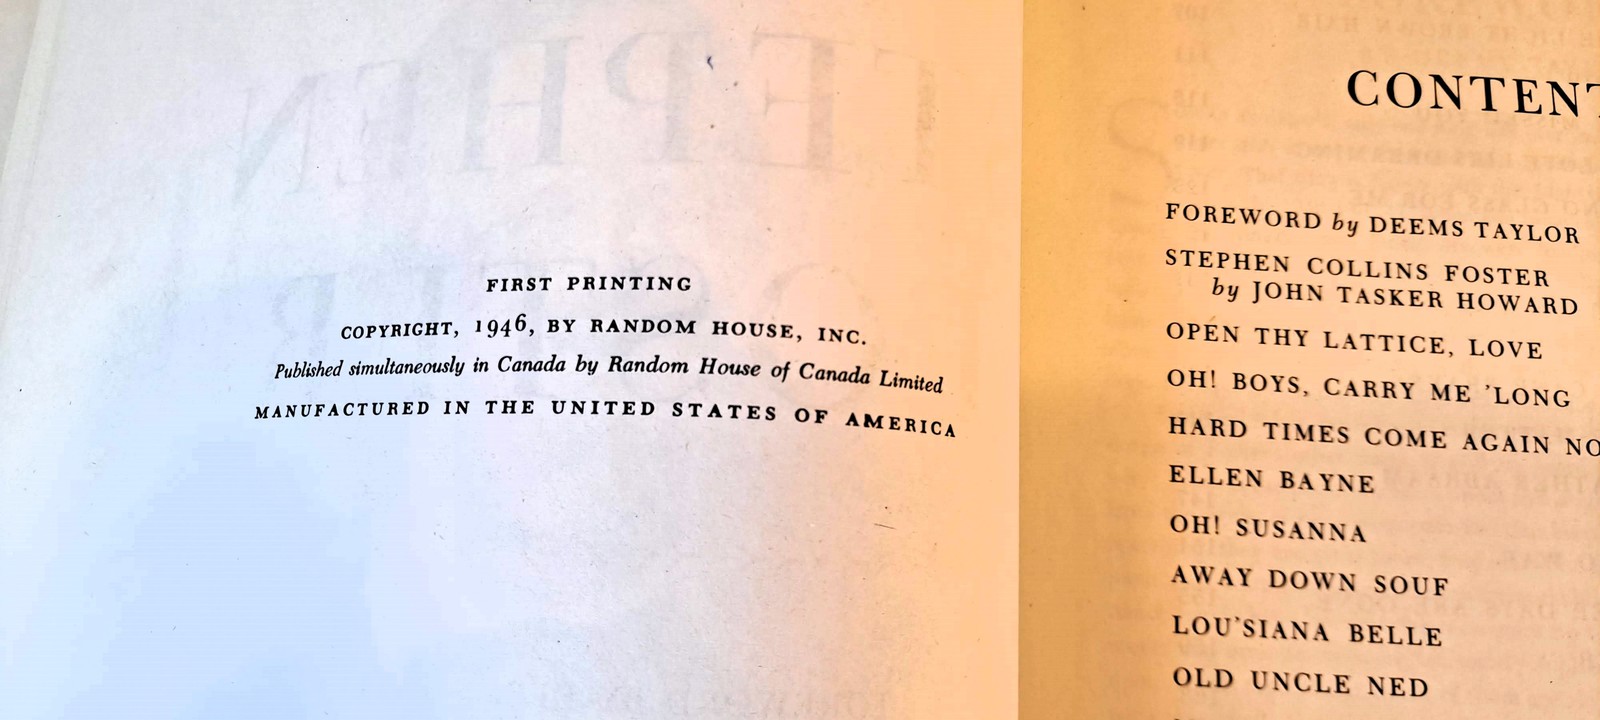 FIRST PRINTING
COPYRIGHT, 1946, BY RANDOM HOUSE, INC.
Published simultaneously in Canada by Random House of Canada Limited
MANUFACTURED IN THE UNITED STATES OF AMERICA
CONTENT
FOREWORD by DEEMS TAYLOR
STEPHEN COLLINS FOSTER
by JOHN TASKER HOWARD
OPEN THY LATTICE, LOVE
OH! BOYS, CARRY ME 'LONG
HARD TIMES COME AGAIN NO
ELLEN BAYNE
OH! SUSANNA
AWAY DOWN SOUF
LOU'SIANA BELLE
OLD UNCLE NED